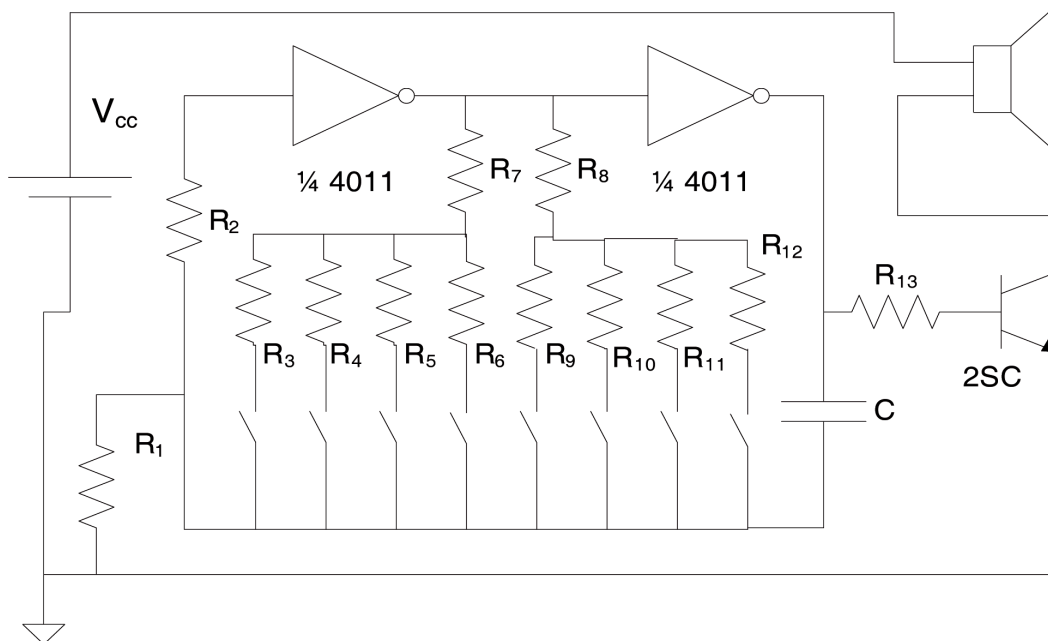 V꜀꜀
¼ 4011
R₇
R₈
¼ 4011
R₂
R₁₂
R₁₃
R₃
R₄
R₅
R₆
R₉
R₁₀
R₁₁
2SC
C
R₁